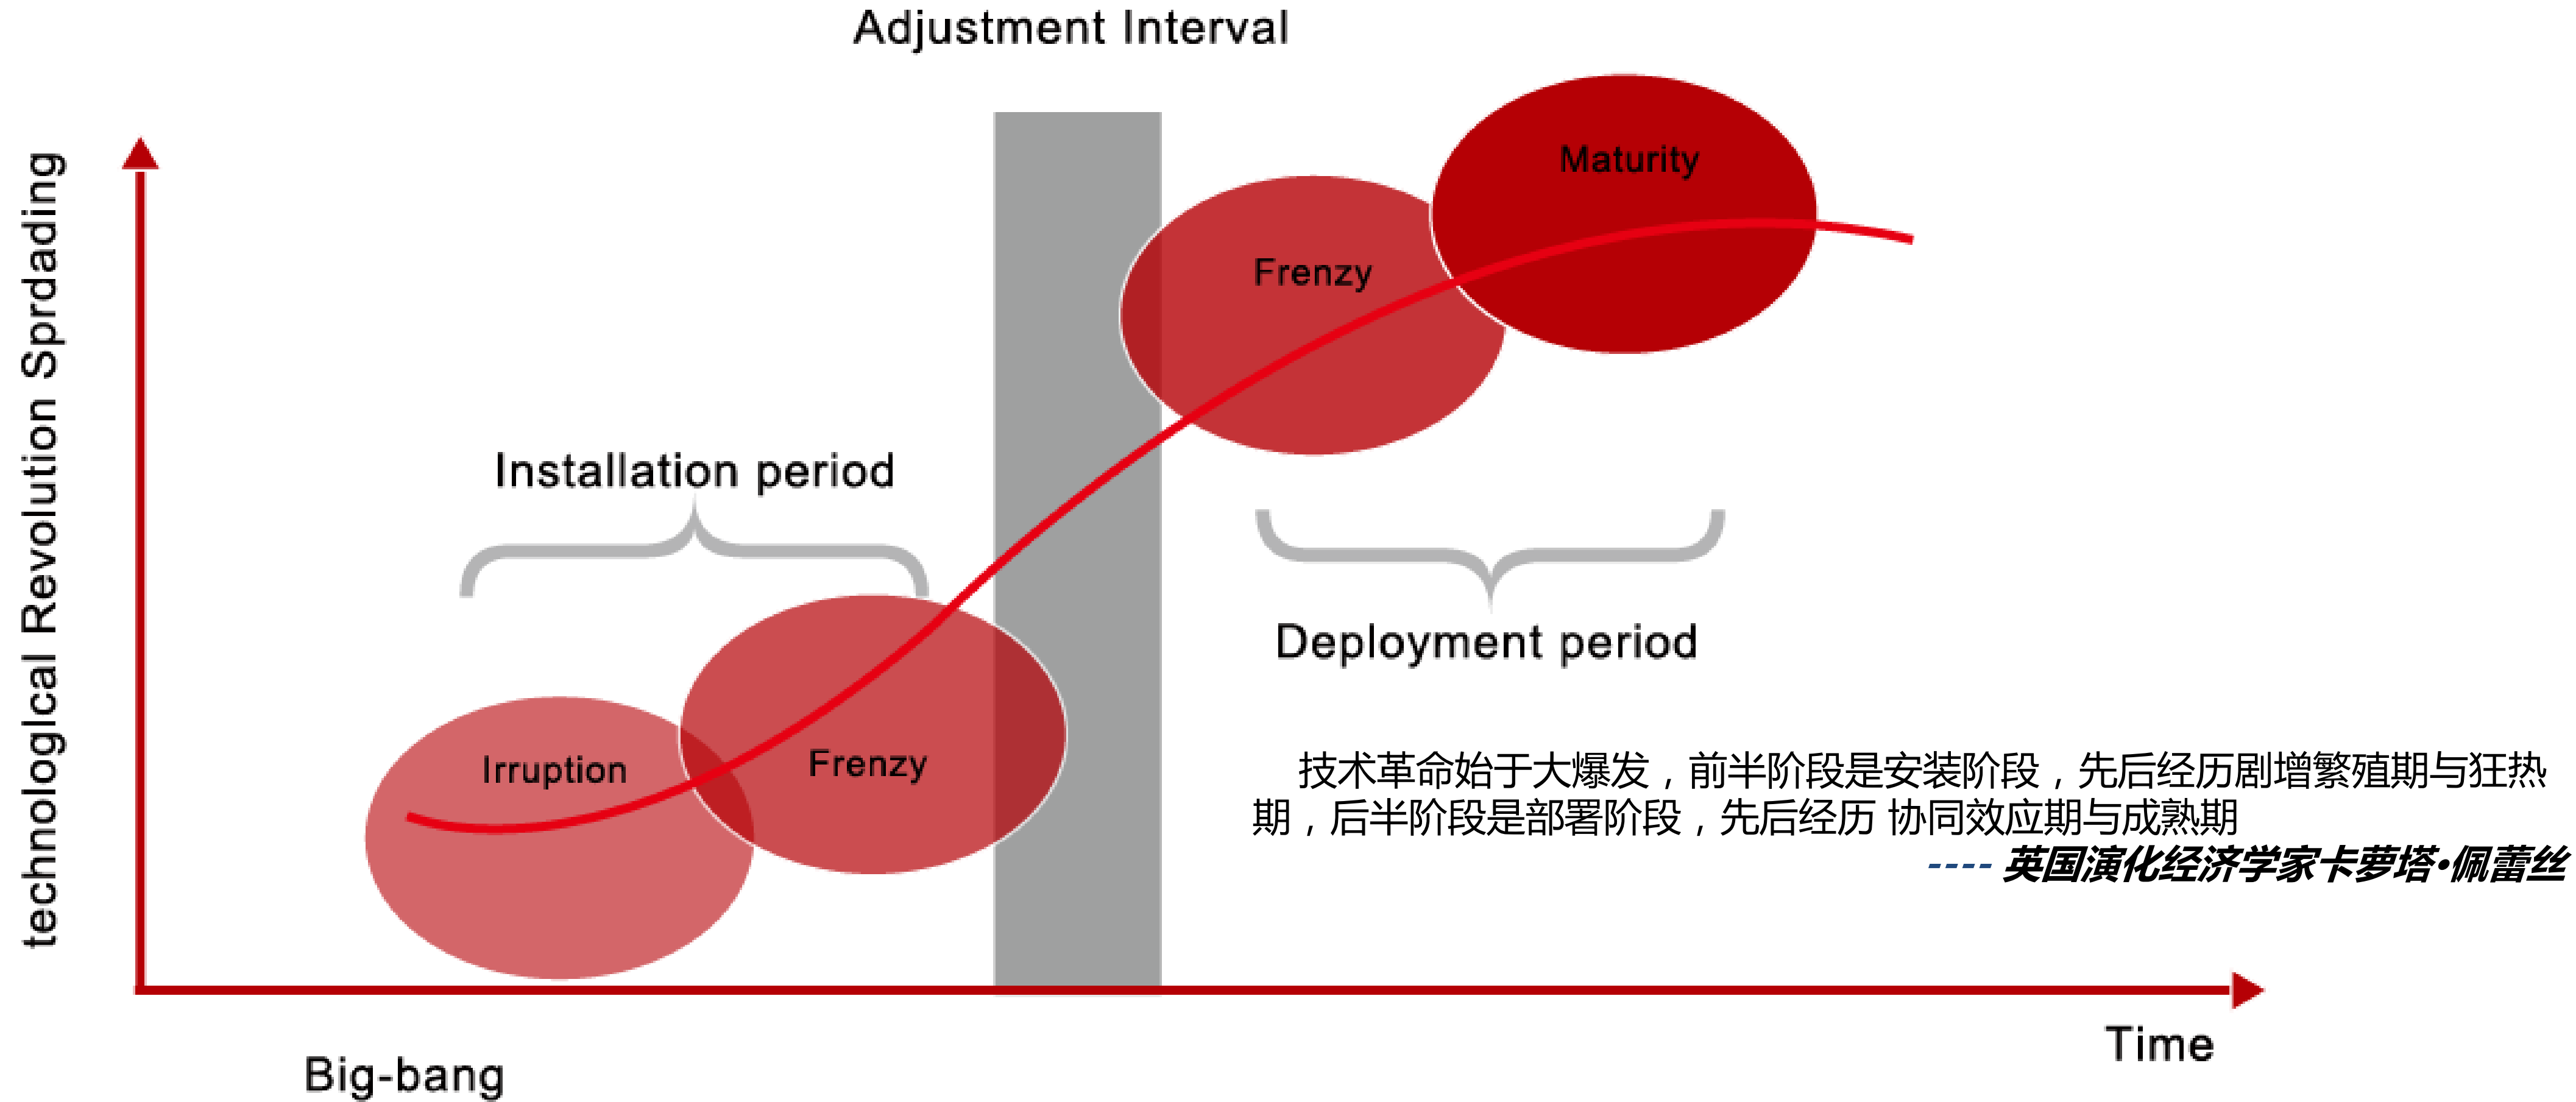 Adjustment Interval
technological Revolution Sprdading
Maturity
Frenzy
Installation period
Deployment period
Irruption
Frenzy
技术革命始于大爆发，前半阶段是安装阶段，先后经历剧增繁殖期与狂热
期，后半阶段是部署阶段，先后经历 协同效应期与成熟期
---- 英国演化经济学家卡萝塔•佩蕾丝
Time
Big-bang